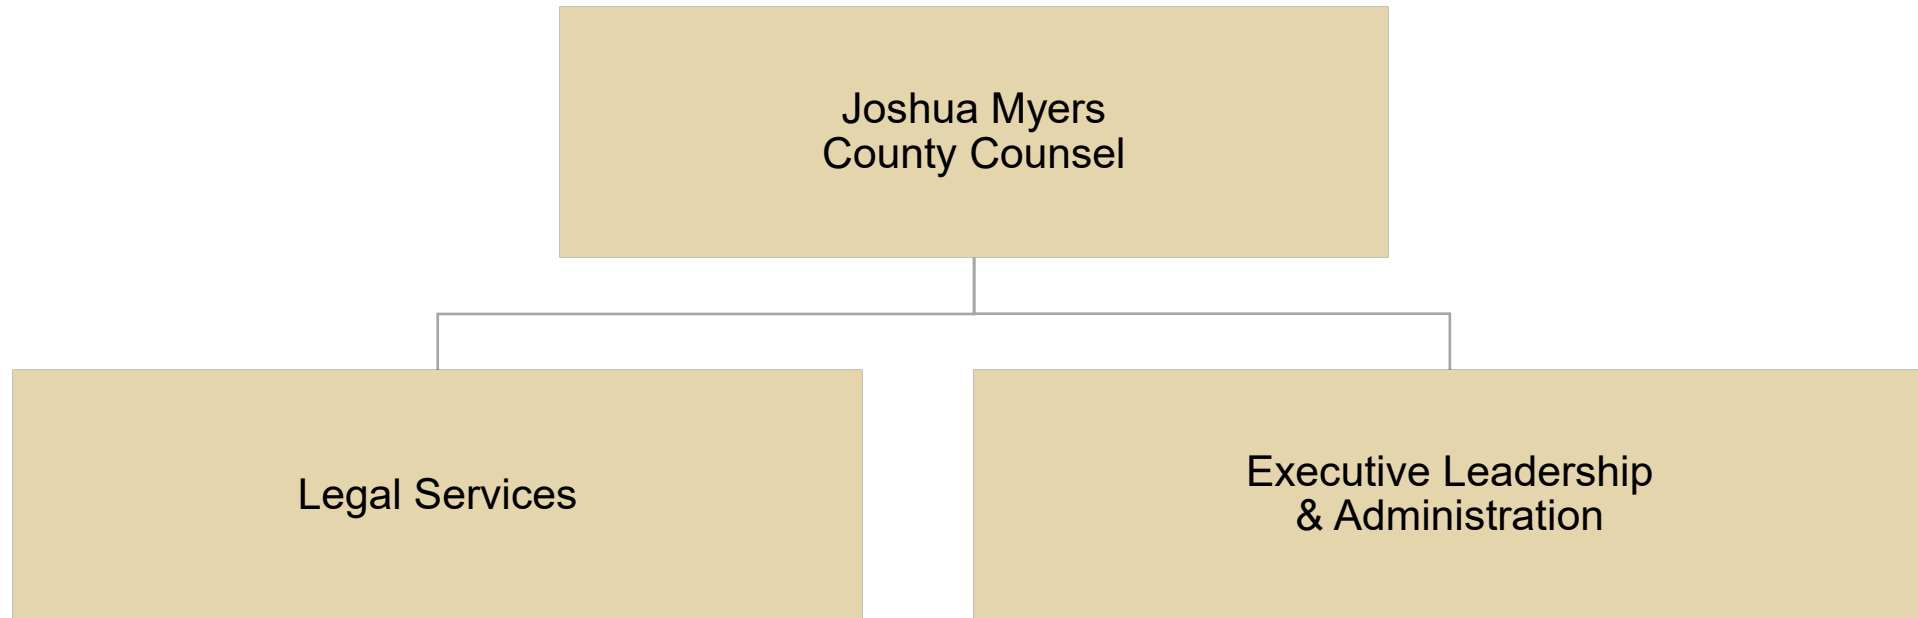 Joshua Myers
County Counsel
Legal Services
Executive Leadership
& Administration